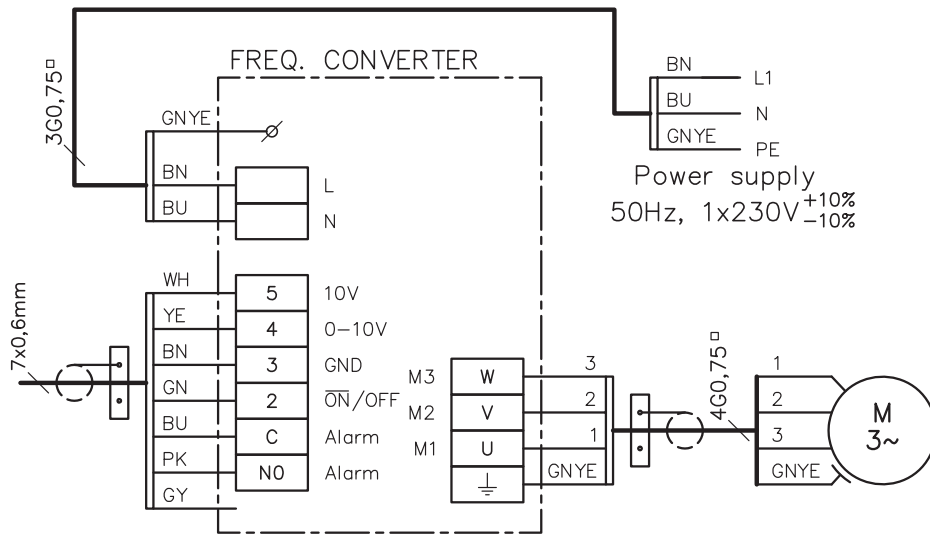 FREQ. CONVERTER
3G0,75□
GNYE
BN
L
BU
N
BN
L1
BU
N
GNYE
PE
Power supply
50Hz, 1x230V +10% −10%
7x0,6mm
WH
5
10V
YE
4
0−10V
BN
3
GND
GN
2
O̅N̅/OFF
BU
C
Alarm
PK
NO
Alarm
GY
M3
W
3
M2
V
2
M1
U
1
GNYE
4G0,75□
1
2
3
GNYE
M
3~